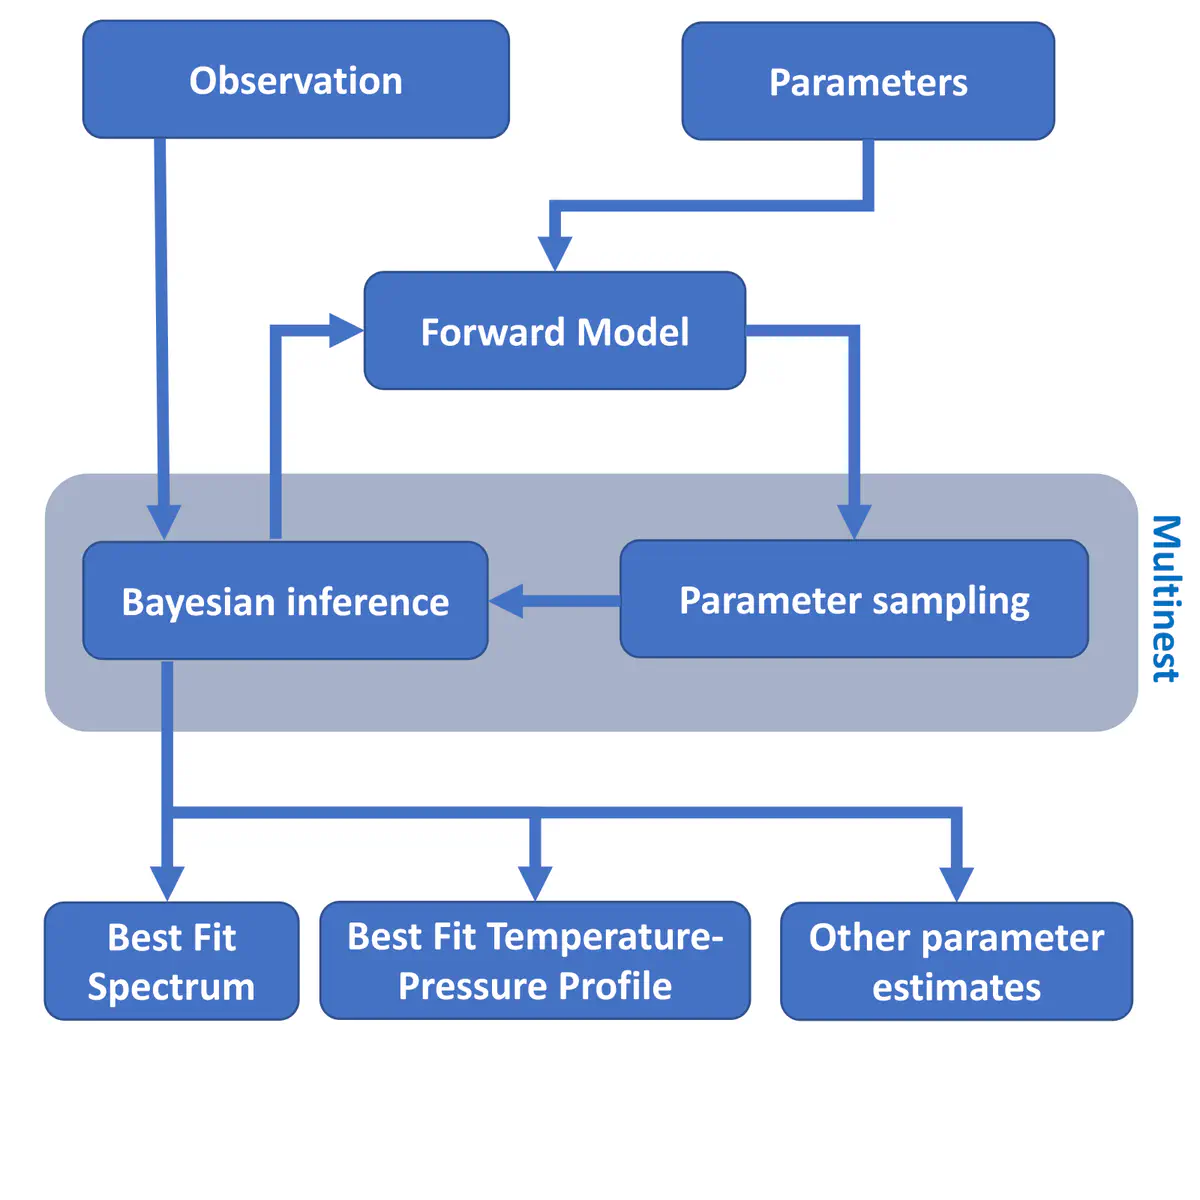 Observation
Parameters
Forward Model
Multinest
Bayesian inference
Parameter sampling
Best Fit
Spectrum
Best Fit Temperature-
Pressure Profile
Other parameter
estimates